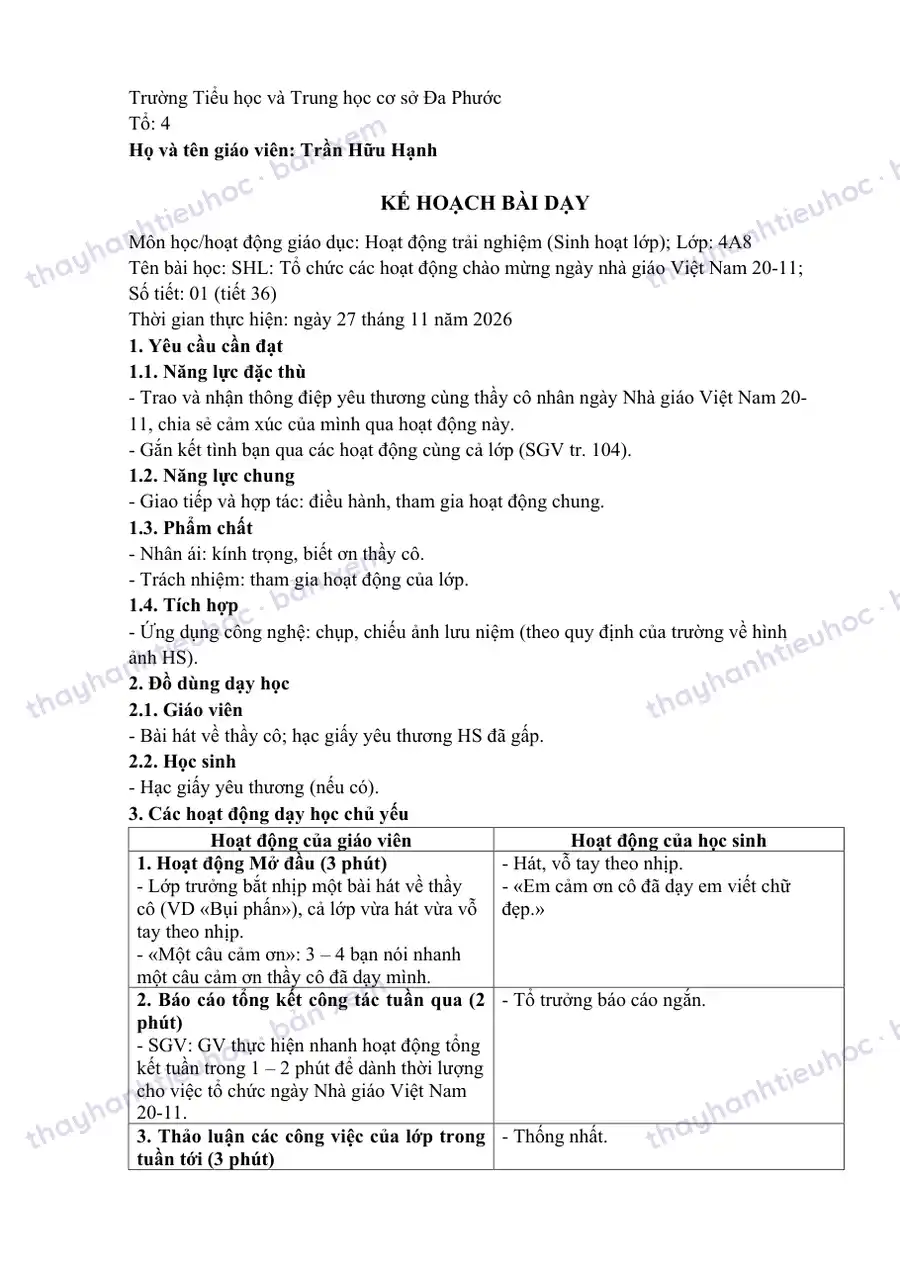 Trường Tiểu học và Trung học cơ sở Đa Phước
Tổ: 4
Họ và tên giáo viên: Trần Hữu Hạnh
KẾ HOẠCH BÀI DẠY
Môn học/hoạt động giáo dục: Hoạt động trải nghiệm (Sinh hoạt lớp); Lớp: 4A8
Tên bài học: SHL: Tổ chức các hoạt động chào mừng ngày nhà giáo Việt Nam 20-11;
Số tiết: 01 (tiết 36)
Thời gian thực hiện: ngày 27 tháng 11 năm 2026
1. Yêu cầu cần đạt
1.1. Năng lực đặc thù
- Trao và nhận thông điệp yêu thương cùng thầy cô nhân ngày Nhà giáo Việt Nam 20-
11, chia sẻ cảm xúc của mình qua hoạt động này.
- Gắn kết tình bạn qua các hoạt động cùng cả lớp (SGV tr. 104).
1.2. Năng lực chung
- Giao tiếp và hợp tác: điều hành, tham gia hoạt động chung.
1.3. Phẩm chất
- Nhân ái: kính trọng, biết ơn thầy cô.
- Trách nhiệm: tham gia hoạt động của lớp.
1.4. Tích hợp
- Ứng dụng công nghệ: chụp, chiếu ảnh lưu niệm (theo quy định của trường về hình
ảnh HS).
2. Đồ dùng dạy học
2.1. Giáo viên
- Bài hát về thầy cô; hạc giấy yêu thương HS đã gấp.
2.2. Học sinh
- Hạc giấy yêu thương (nếu có).
3. Các hoạt động dạy học chủ yếu
Hoạt động của giáo viên
Hoạt động của học sinh
1. Hoạt động Mở đầu (3 phút)
- Lớp trưởng bắt nhịp một bài hát về thầy
cô (VD «Bụi phấn»), cả lớp vừa hát vừa vỗ
tay theo nhịp.
- «Một câu cảm ơn»: 3 – 4 bạn nói nhanh
một câu cảm ơn thầy cô đã dạy mình.
- Hát, vỗ tay theo nhịp.
- «Em cảm ơn cô đã dạy em viết chữ
đẹp.»
2. Báo cáo tổng kết công tác tuần qua (2
phút)
- SGV: GV thực hiện nhanh hoạt động tổng
kết tuần trong 1 – 2 phút để dành thời lượng
cho việc tổ chức ngày Nhà giáo Việt Nam
20-11.
- Tổ trưởng báo cáo ngắn.
3. Thảo luận các công việc của lớp trong
tuần tới (3 phút)
- Thống nhất.
thayhanhtieuhoc · bản xem
thayhanhtieuhoc · b
thayhanhtieuhoc · bản xem
thayhanhtieuhoc · b
thayhanhtieuhoc · bản xem
thayhanhtieuhoc · b